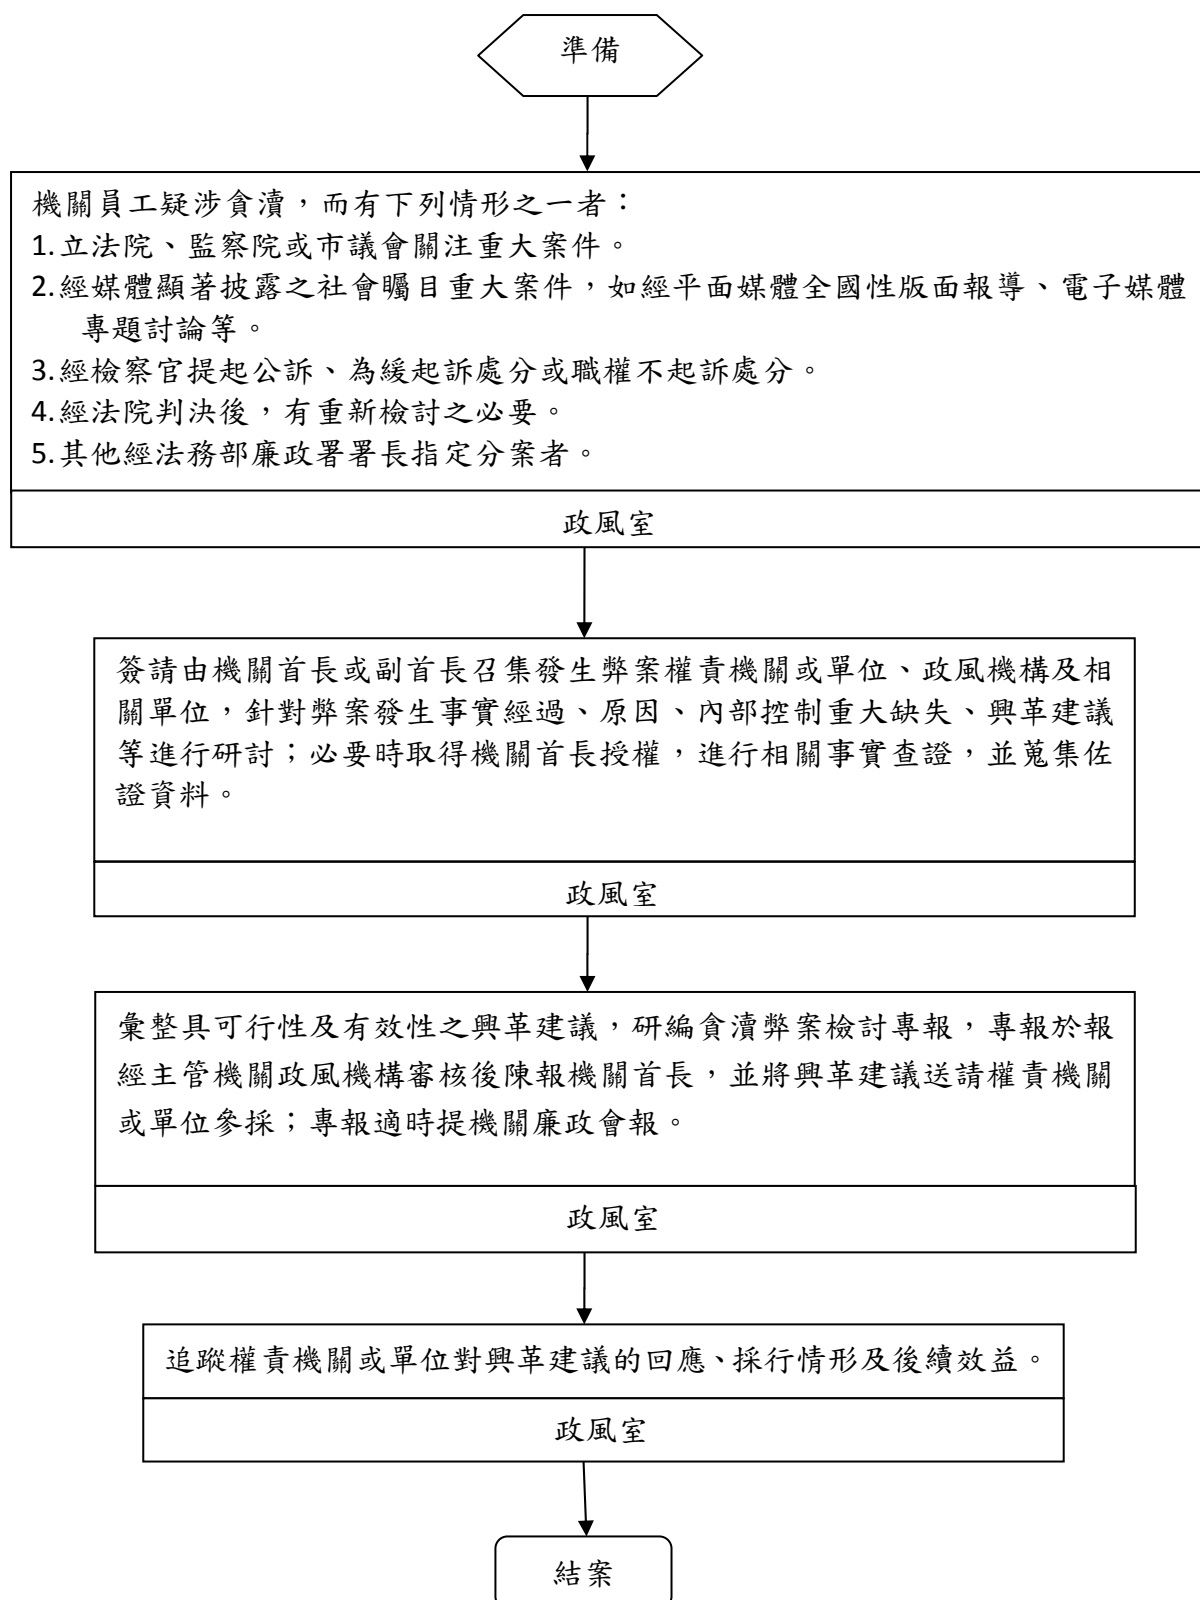 準備
機關員工疑涉貪瀆，而有下列情形之一者：
1.立法院、監察院或市議會關注重大案件。
2.經媒體顯著披露之社會矚目重大案件，如經平面媒體全國性版面報導、電子媒體
專題討論等。
3.經檢察官提起公訴、為緩起訴處分或職權不起訴處分。
4.經法院判決後，有重新檢討之必要。
5.其他經法務部廉政署署長指定分案者。
政風室
簽請由機關首長或副首長召集發生弊案權責機關或單位、政風機構及相
關單位，針對弊案發生事實經過、原因、內部控制重大缺失、興革建議
等進行研討；必要時取得機關首長授權，進行相關事實查證，並蒐集佐
證資料。
政風室
彙整具可行性及有效性之興革建議，研編貪瀆弊案檢討專報，專報於報
經主管機關政風機構審核後陳報機關首長，並將興革建議送請權責機關
或單位參採；專報適時提機關廉政會報。
政風室
追蹤權責機關或單位對興革建議的回應、採行情形及後續效益。
政風室
結案